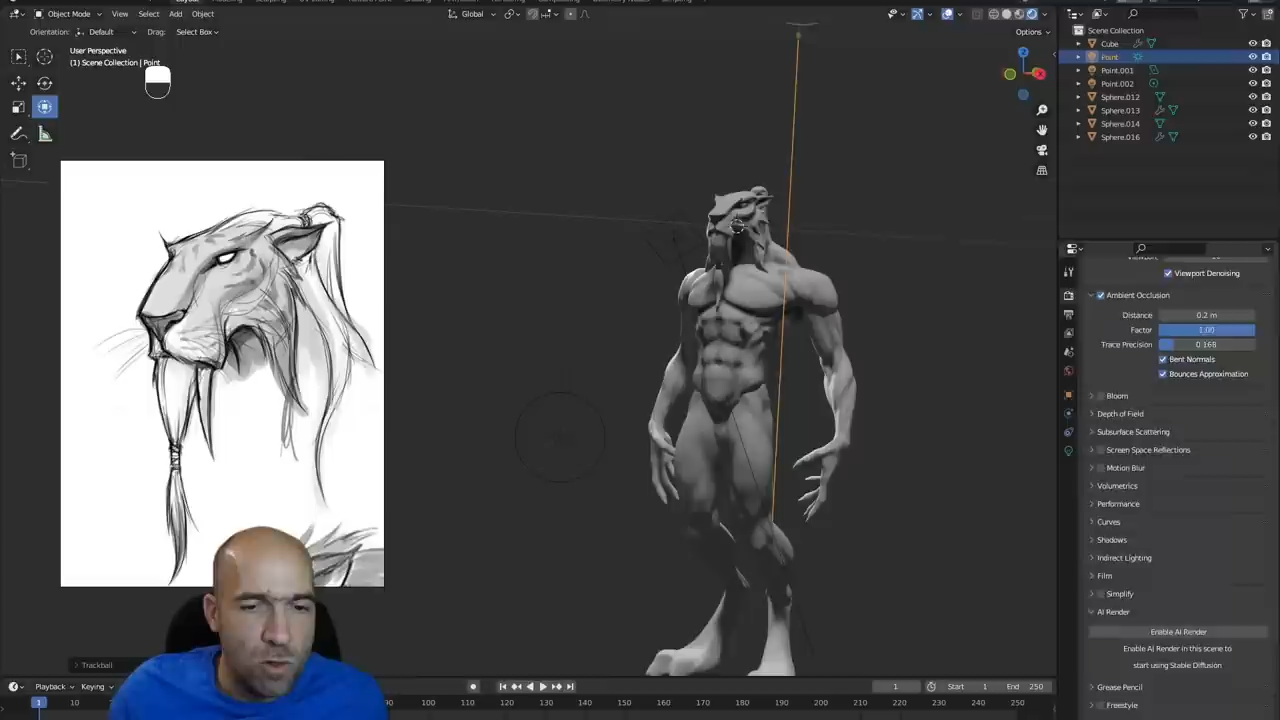 Object Mode View Select Add Object Global Options
Orientation: Default Drag: Select Box
User Perspective
(1) Scene Collection | Point
Z
X
Trackball
Scene Collection
Cube
Point
Point.001
Point.002
Sphere.012
Sphere.013
Sphere.014
Sphere.016
Viewport Denoising
Ambient Occlusion
Distance 0.2 m
Factor 1.00
Trace Precision 0.168
Bent Normals
Bounces Approximation
Bloom
Depth of Field
Subsurface Scattering
Screen Space Reflections
Motion Blur
Volumetrics
Performance
Curves
Shadows
Indirect Lighting
Film
Simplify
AI Render
Enable AI Render
Enable AI Render in this scene to
start using Stable Diffusion
Grease Pencil
Freestyle
Playback Keying 1 Start 1 End 250
1 10 100 110 120 130 140 150 160 170 180 190 200 210 220 230 240 250